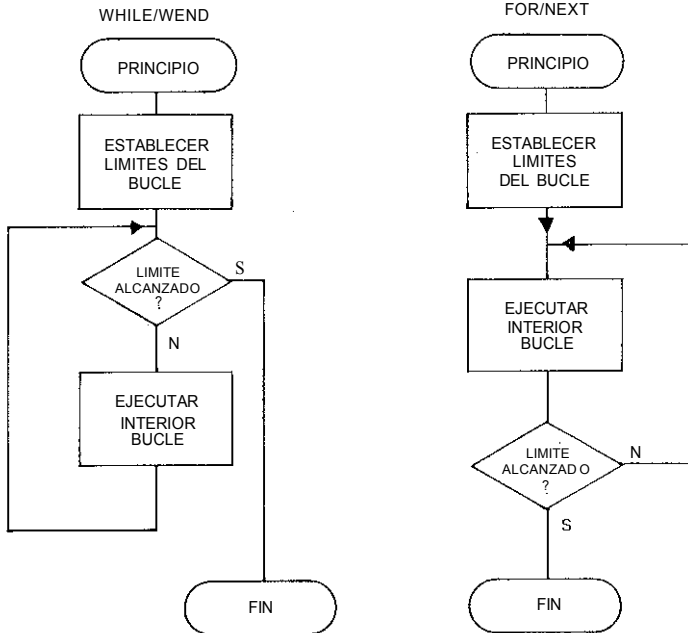 WHILE/WEND
PRINCIPIO
ESTABLECER
LIMITES DEL
BUCLE
LIMITE
ALCANZADO
?
S
N
EJECUTAR
INTERIOR
BUCLE
FIN
FOR/NEXT
PRINCIPIO
ESTABLECER
LIMITES
DEL BUCLE
EJECUTAR
INTERIOR
BUCLE
LIMITE
ALCANZADO
?
N
S
FIN